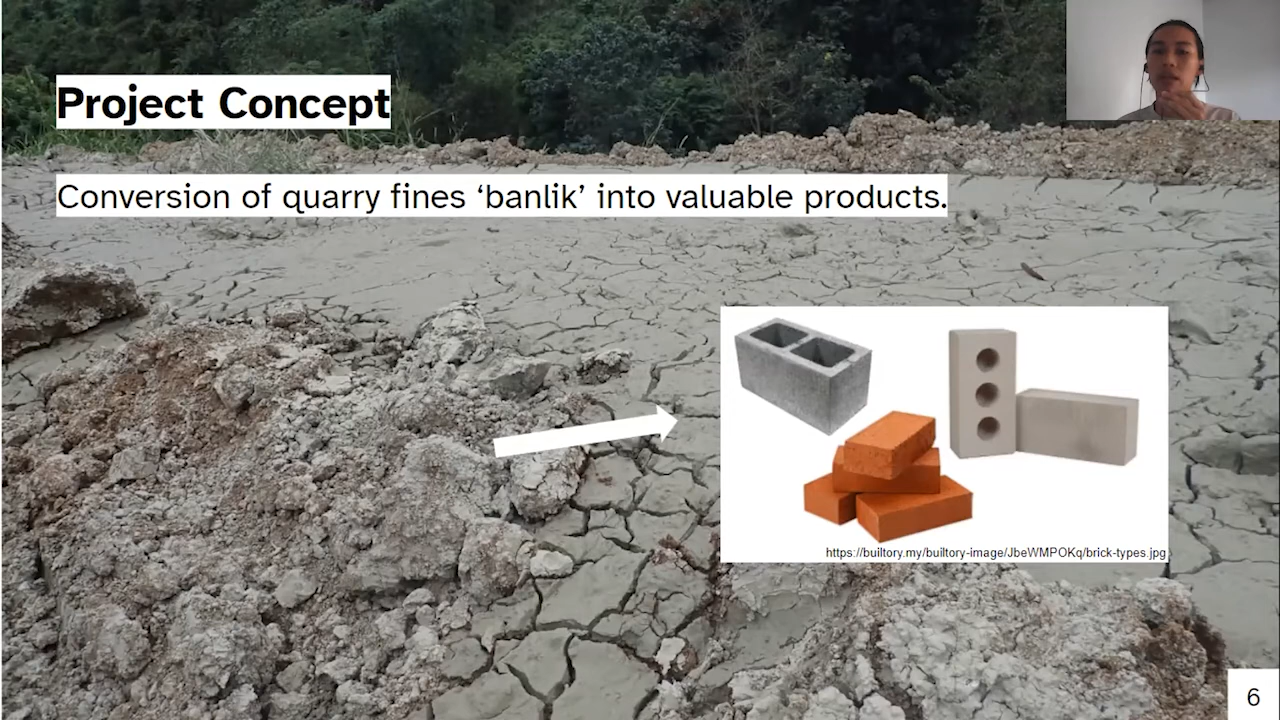 Project Concept
Conversion of quarry fines ‘banlik’ into valuable products.
https://builtory.my/builtory-image/JbeWMPOKq/brick-types.jpg
6